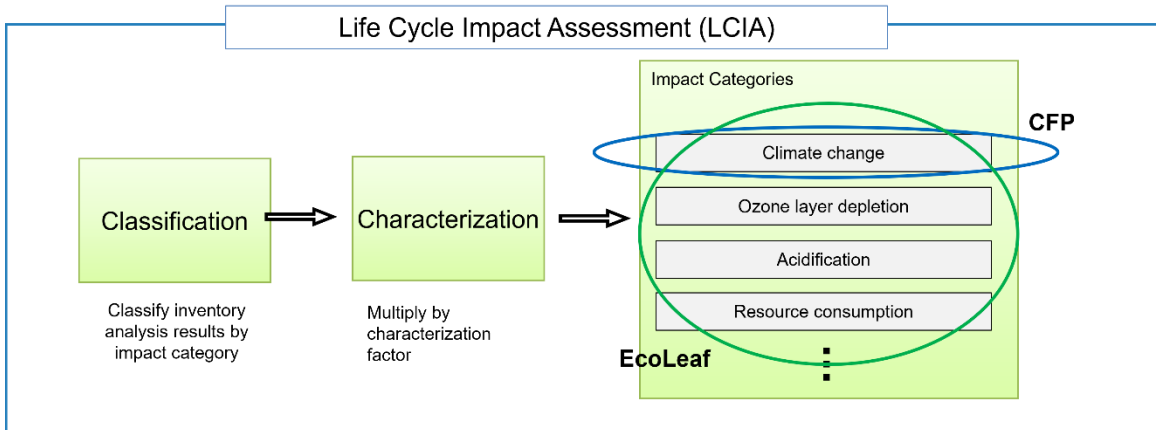 Life Cycle Impact Assessment (LCIA)
Impact Categories
CFP
Climate change
Classification
Characterization
Ozone layer depletion
Acidification
Resource consumption
Classify inventory
analysis results by
impact category
Multiply by
characterization
factor
EcoLeaf